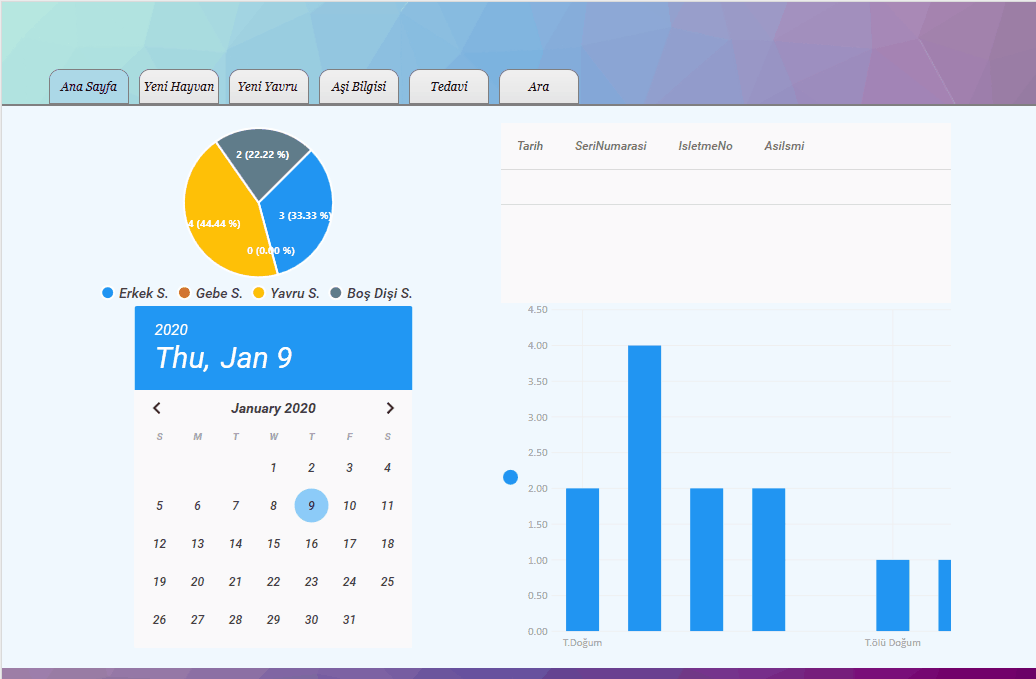 Ana Sayfa Yeni Hayvan Yeni Yavru Aşi Bilgisi Tedavi Ara
2 (22.22 %)
3 (33.33 %)
4 (44.44 %)
0 (0.00 %)
Erkek S. Gebe S. Yavru S. Boş Dişi S.
2020
Thu, Jan 9
January 2020
S M T W T F S
1 2 3 4
5 6 7 8 9 10 11
12 13 14 15 16 17 18
19 20 21 22 23 24 25
26 27 28 29 30 31
Tarih SeriNumarasi IsletmeNo AsiIsmi
4.50
4.00
3.50
3.00
2.50
2.00
1.50
1.00
0.50
0.00
T.Doğum T.ölü Doğum